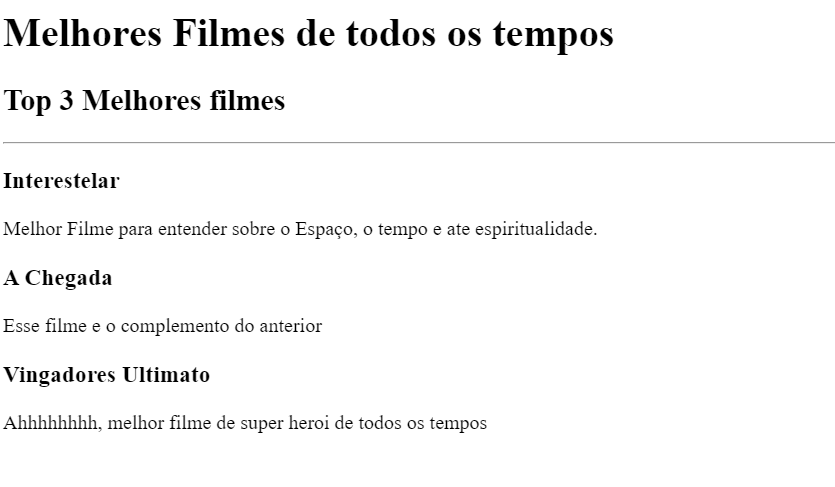 Melhores Filmes de todos os tempos
Top 3 Melhores filmes
Interestelar
Melhor Filme para entender sobre o Espaço, o tempo e ate espiritualidade.
A Chegada
Esse filme e o complemento do anterior
Vingadores Ultimato
Ahhhhhhhh, melhor filme de super heroi de todos os tempos